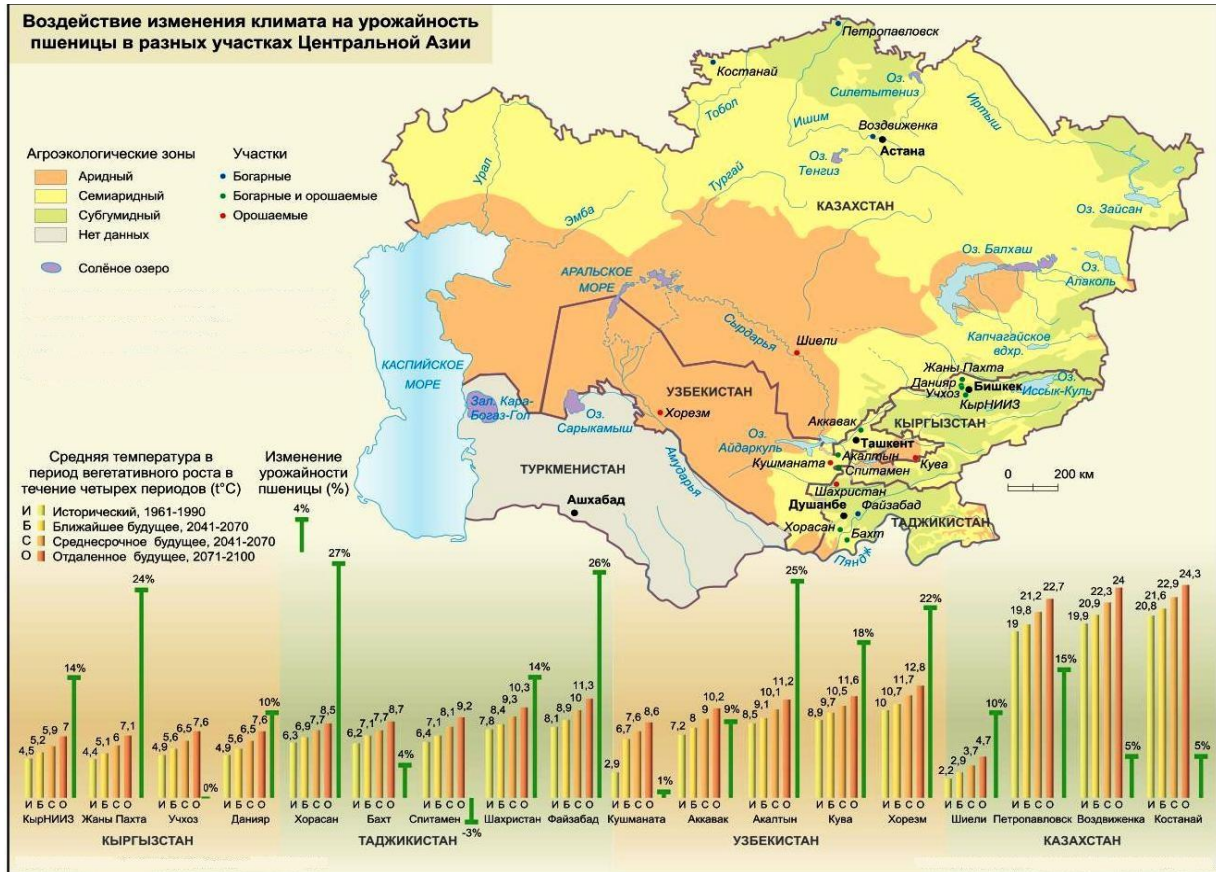 Воздействие изменения климата на урожайность
пшеницы в разных участках Центральной Азии
Агроэкологические зоны
Аридный
Семиаридный
Субгумидный
Нет данных
Солёное озеро
Участки
Богарные
Богарные и орошаемые
Орошаемые
Петропавловск
Костанай
Оз.
Силетытениз
Тобол
Ишим
Иртыш
Воздвиженка
Астана
Оз.
Тенгиз
Урал
Тургай
Эмба
КАЗАХСТАН
Оз. Зайсан
Оз. Балхаш
Оз.
Алаколь
АРАЛЬСКОЕ
МОРЕ
Сырдарья
Шиели
Капчагайское
вдхр.
КАСПИЙСКОЕ
МОРЕ
УЗБЕКИСТАН
Жаны Пахта
Данияр
Бишкек
Учхоз
Оз.
Иссык-Куль
КырНИИЗ
Зал. Кара-
Богаз-Гол
Оз.
Сарыкамыш
Хорезм
Аккавак
КЫРГЫЗСТАН
Оз.
Айдаркуль
Ташкент
Акалтын
Кушманата
Спитамен
Кува
ТУРКМЕНИСТАН
Амударья
Шахристан
Ашхабад
Душанбе
Файзабад
ТАДЖИКИСТАН
Хорасан
Бахт
Пяндж
0 200 км
Средняя температура в
период вегетативного роста в
течение четырех периодов (t°C)
И Исторический, 1961-1990
Б Ближайшее будущее, 2041-2070
С Среднесрочное будущее, 2041-2070
О Отдаленное будущее, 2071-2100
Изменение
урожайности
пшеницы (%)
4%
4,5 5,2 5,9 7 14%
4,4 5,1 6 7,1 24%
4,9 5,6 6,5 7,6 0%
4,9 5,6 6,5 7,6 10%
6,3 6,9 7,7 8,5 27%
6,2 7,1 7,7 8,7 4%
6,4 7,1 8,1 9,2 -3%
7,8 8,4 9,3 10,3 14%
8,1 8,9 10 11,3 26%
2,9 6,7 7,6 8,6 1%
7,2 8 9 10,2 9%
8,5 9,1 10,1 11,2 25%
8,9 9,7 10,5 11,6 18%
10 10,7 11,7 12,8 22%
2,2 2,9 3,7 4,7 10%
19 19,8 21,2 22,7 15%
19,9 20,9 22,3 24 5%
20,8 21,6 22,9 24,3 5%
И Б С О И Б С О И Б С О И Б С О И Б С О И Б С О И Б С О И Б С О И Б С О И Б С О И Б С О И Б С О И Б С О И Б С О И Б С О И Б С О И Б С О И Б С О
КырНИИЗ Жаны Пахта Учхоз Данияр Хорасан Бахт Спитамен Шахристан Файзабад Кушманата Аккавак Акалтын Кува Хорезм Шиели Петропавловск Воздвиженка Костанай
КЫРГЫЗСТАН ТАДЖИКИСТАН УЗБЕКИСТАН КАЗАХСТАН